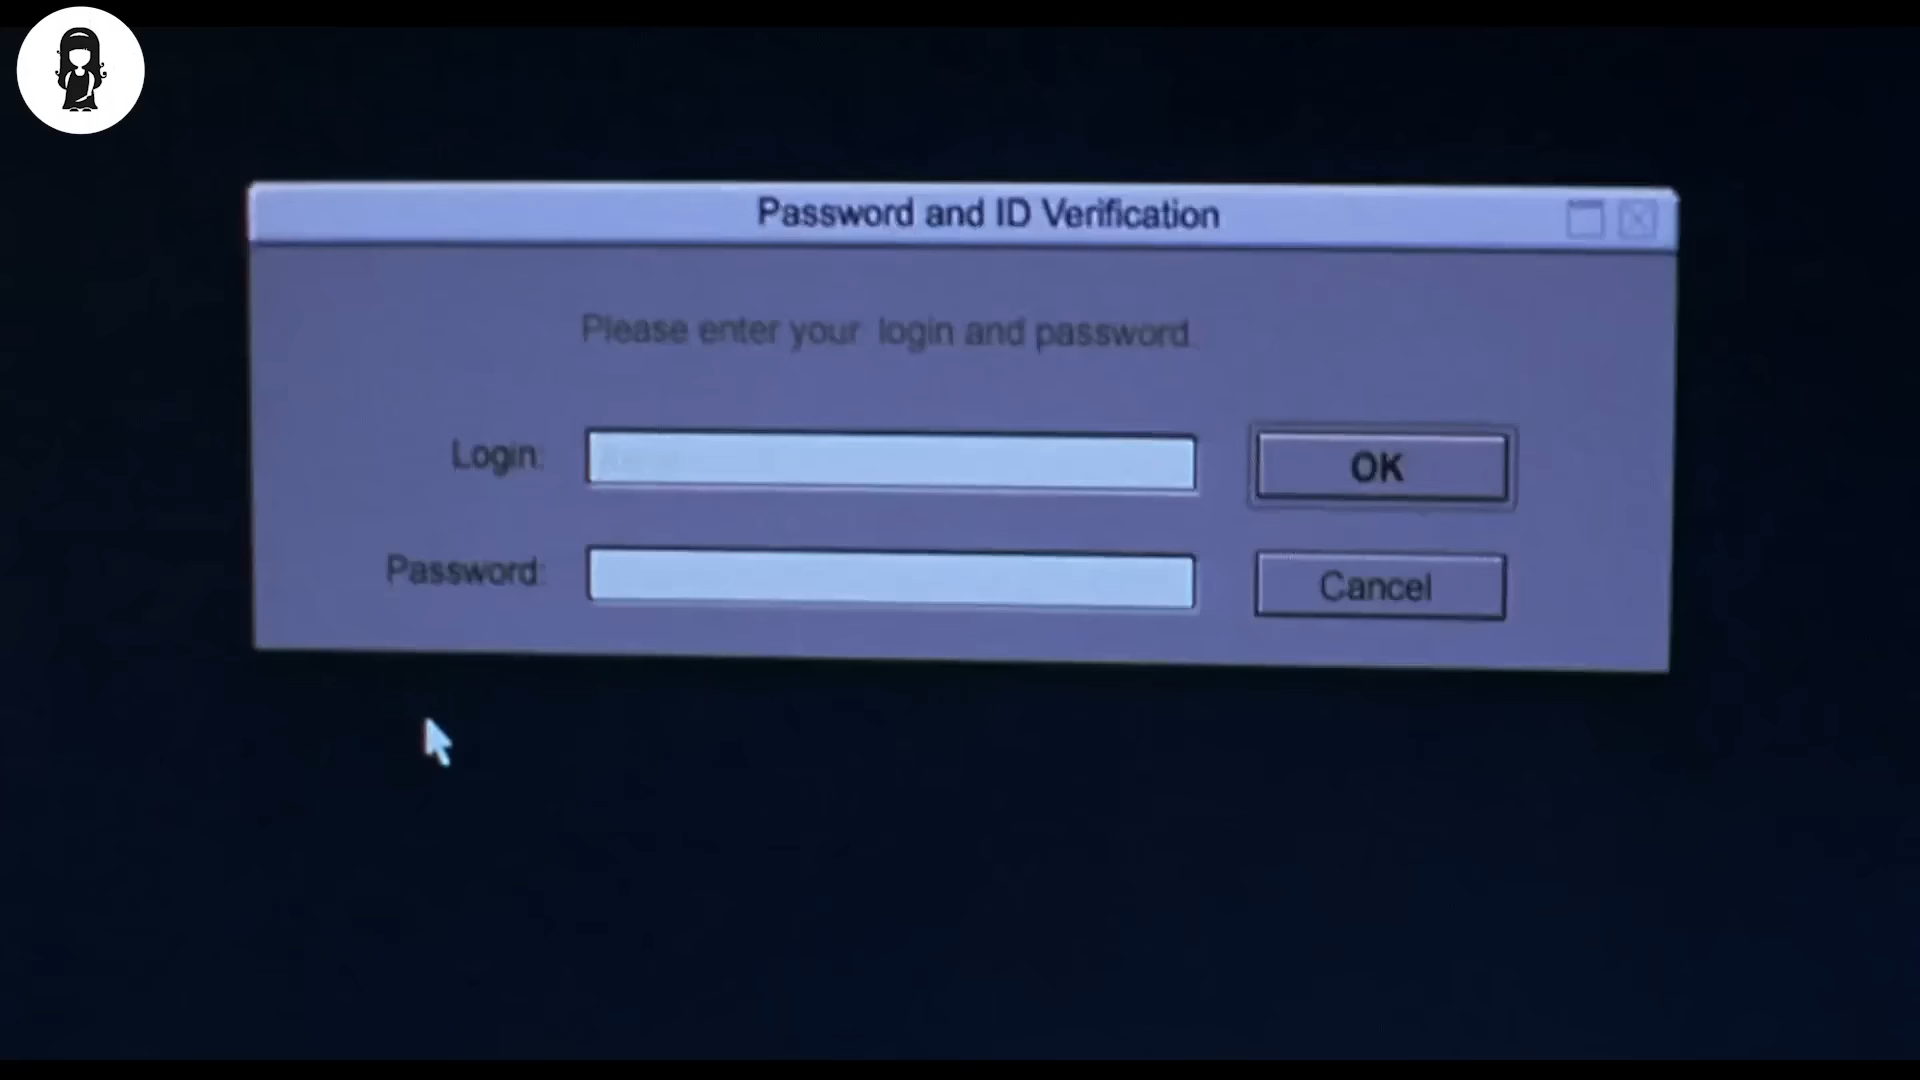 Password and ID Verification
Please enter your login and password.
Login:
OK
Password:
Cancel